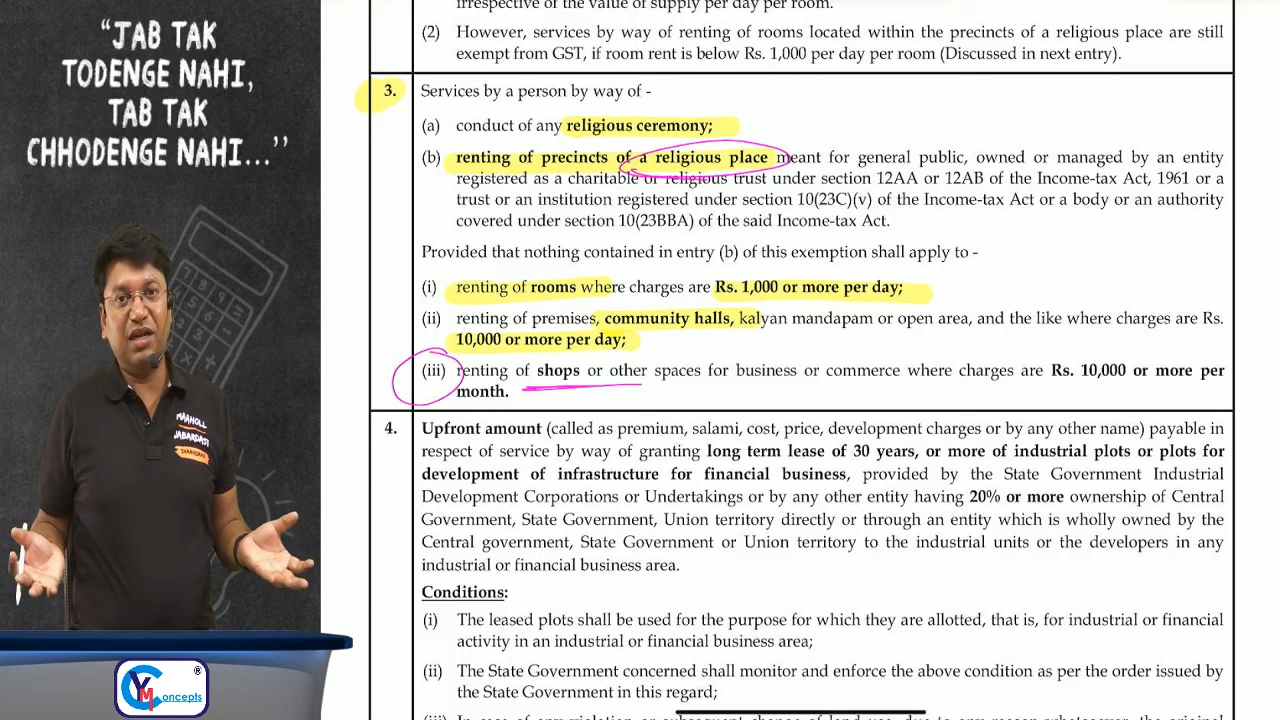 “JAB TAK
TODENGE NAHI,
TAB TAK
CHHODENGE NAHI...’’
MAAHOLL
JABARDAST
irrespective of the value of supply per day per room.
(2) However, services by way of renting of rooms located within the precincts of a religious place are still
exempt from GST, if room rent is below Rs. 1,000 per day per room (Discussed in next entry).
3. Services by a person by way of -
(a) conduct of any religious ceremony;
(b) renting of precincts of a religious place meant for general public, owned or managed by an entity
registered as a charitable or religious trust under section 12AA or 12AB of the Income-tax Act, 1961 or a
trust or an institution registered under section 10(23C)(v) of the Income-tax Act or a body or an authority
covered under section 10(23BBA) of the said Income-tax Act.
Provided that nothing contained in entry (b) of this exemption shall apply to -
(i) renting of rooms where charges are Rs. 1,000 or more per day;
(ii) renting of premises, community halls, kalyan mandapam or open area, and the like where charges are Rs.
10,000 or more per day;
(iii) renting of shops or other spaces for business or commerce where charges are Rs. 10,000 or more per
month.
4. Upfront amount (called as premium, salami, cost, price, development charges or by any other name) payable in
respect of service by way of granting long term lease of 30 years, or more of industrial plots or plots for
development of infrastructure for financial business, provided by the State Government Industrial
Development Corporations or Undertakings or by any other entity having 20% or more ownership of Central
Government, State Government, Union territory directly or through an entity which is wholly owned by the
Central government, State Government or Union territory to the industrial units or the developers in any
industrial or financial business area.
Conditions:
(i) The leased plots shall be used for the purpose for which they are allotted, that is, for industrial or financial
activity in an industrial or financial business area;
(ii) The State Government concerned shall monitor and enforce the above condition as per the order issued by
the State Government in this regard;
CYM oncepts ®